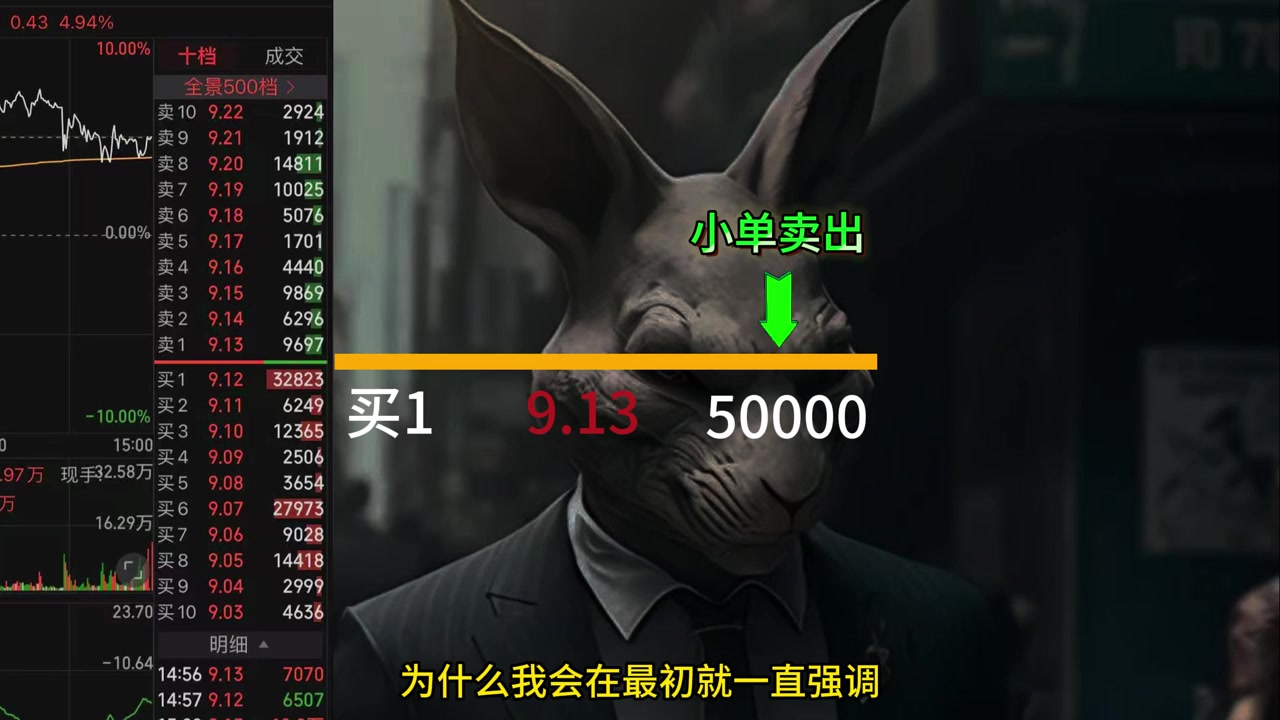 0.43 4.94%
10.00%
0.00%
-10.00%
0 15:00
.97万 现手 32.58万
万
16.29万
23.70
-10.64
十档 成交
全景500档 >
卖10 9.22 2924
卖9 9.21 1912
卖8 9.20 14811
卖7 9.19 10025
卖6 9.18 5076
卖5 9.17 1701
卖4 9.16 4440
卖3 9.15 9869
卖2 9.14 6296
卖1 9.13 9697
买1 9.12 32823
买2 9.11 6249
买3 9.10 12365
买4 9.09 2506
买5 9.08 3654
买6 9.07 27973
买7 9.06 9028
买8 9.05 14418
买9 9.04 2999
买10 9.03 4636
明细
14:56 9.13 7070
14:57 9.12 6507
小单卖出
买1 9.13 50000
为什么我会在最初就一直强调